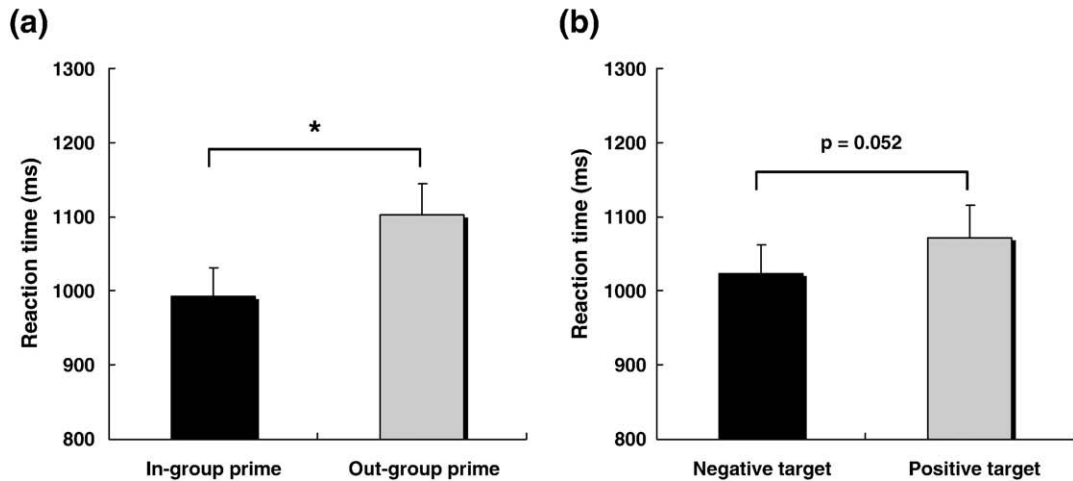 (a)
Reaction time (ms)
1300
1200
1100
1000
900
800
*
In-group prime
Out-group prime
(b)
Reaction time (ms)
1300
1200
1100
1000
900
800
p = 0.052
Negative target
Positive target